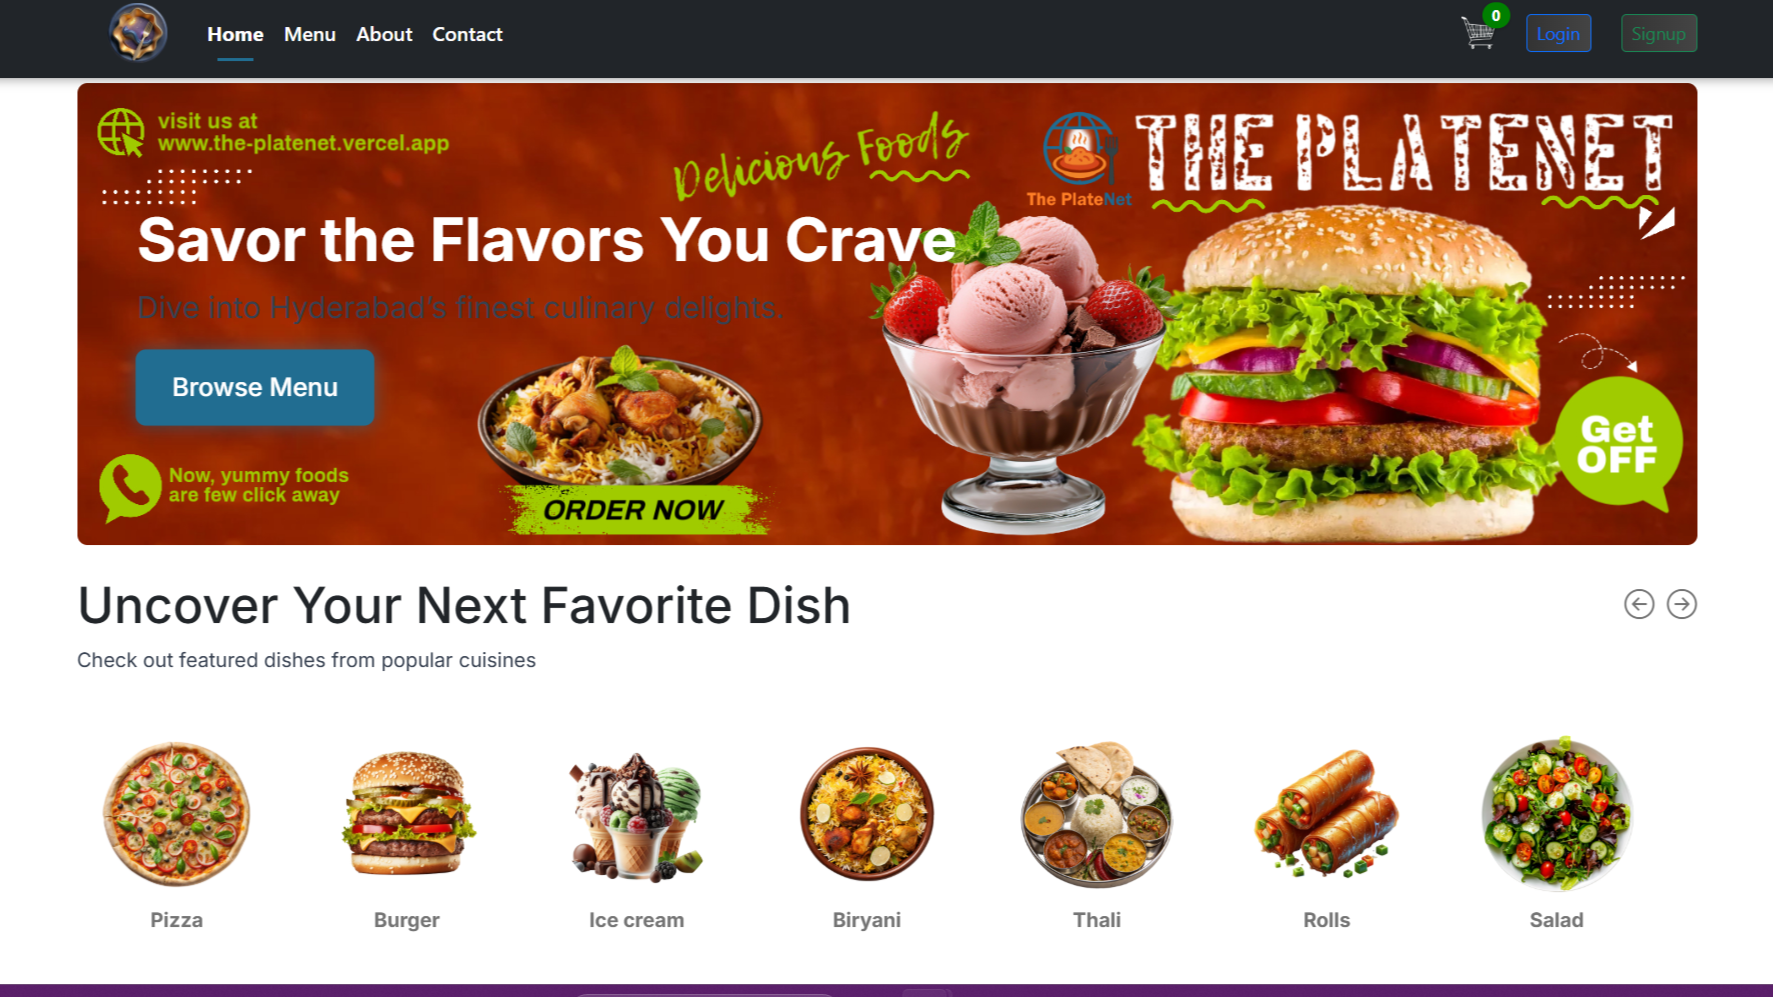 Home Menu About Contact
0
Login
Signup
visit us at
www.the-platenet.vercel.app
Delicious Foods
The PlateNet
THE PLATENET
Savor the Flavors You Crave
Dive into Hyderabad's finest culinary delights.
Browse Menu
Get
OFF
Now, yummy foods
are few click away
ORDER NOW
Uncover Your Next Favorite Dish
Check out featured dishes from popular cuisines
Pizza
Burger
Ice cream
Biryani
Thali
Rolls
Salad